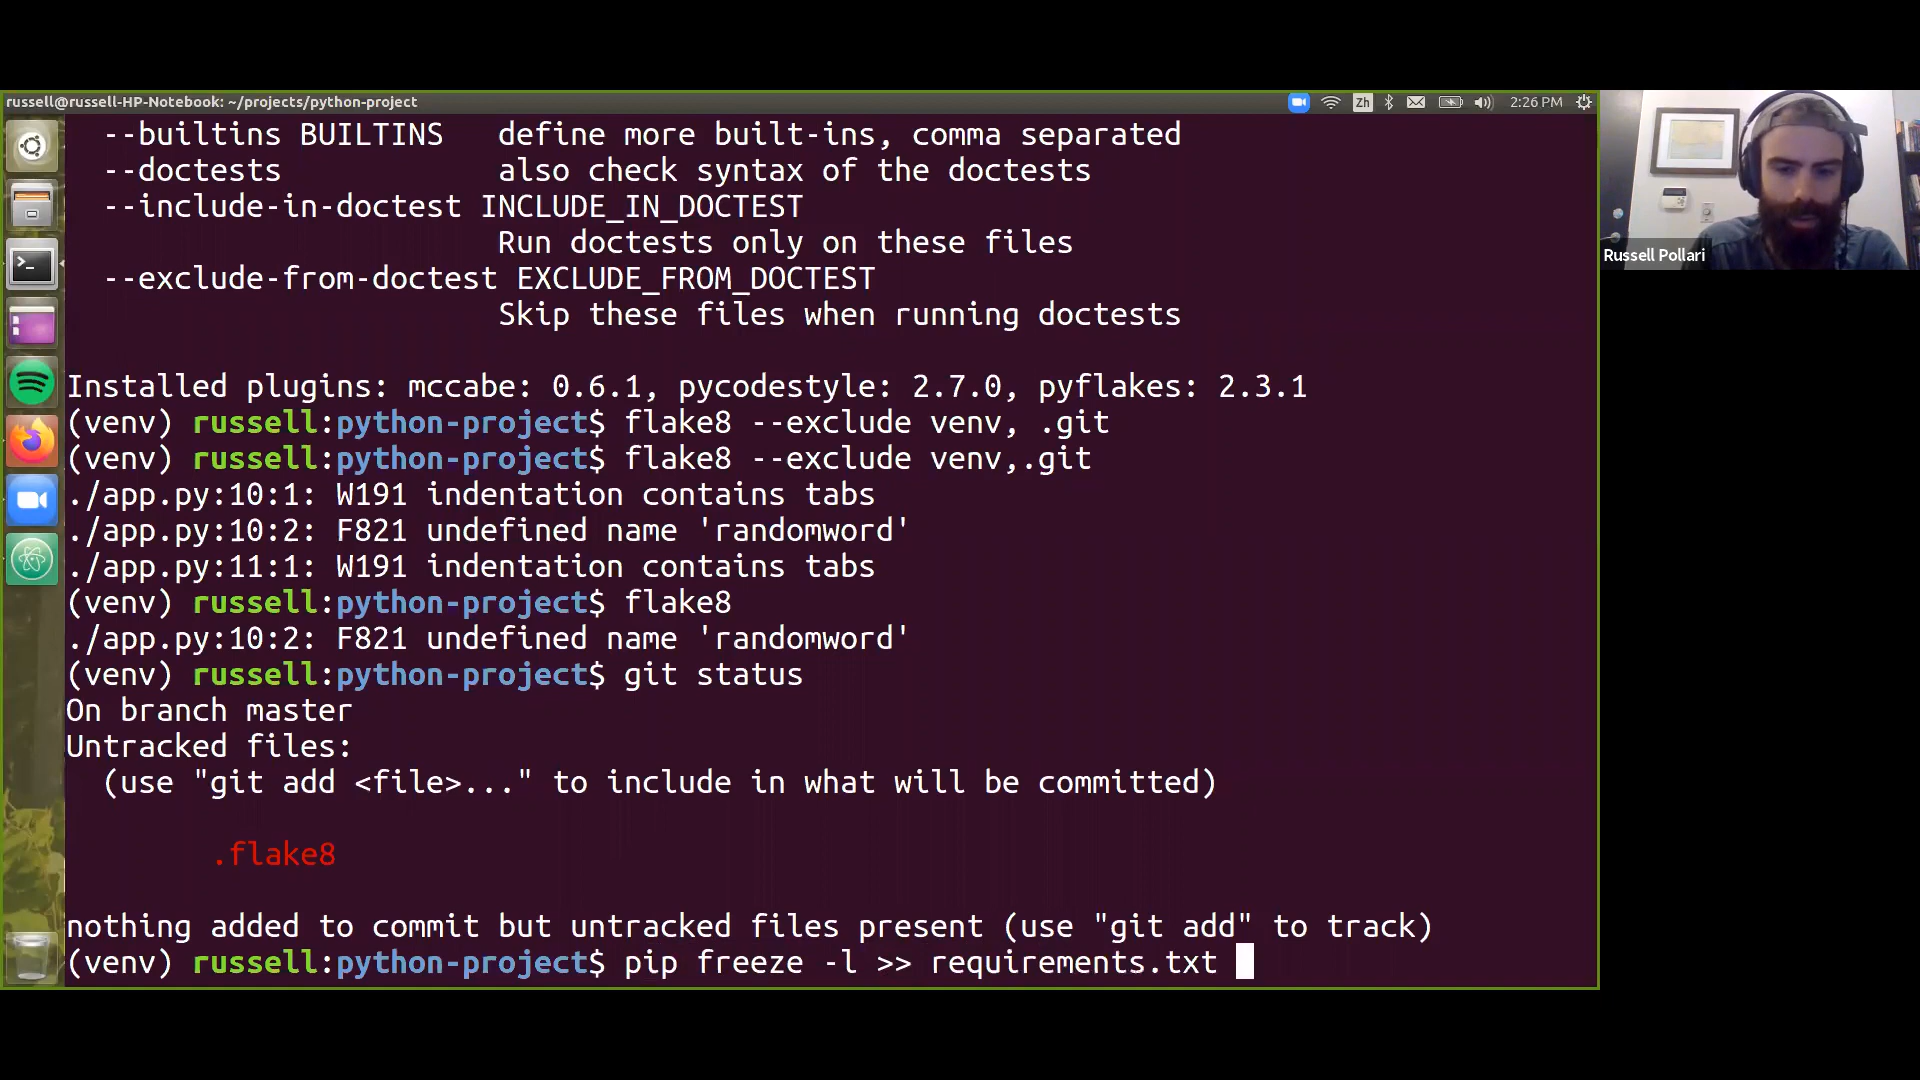 russell@russell-HP-Notebook: ~/projects/python-project
Zh
2:26 PM
--builtins BUILTINS   define more built-ins, comma separated
--doctests            also check syntax of the doctests
--include-in-doctest INCLUDE_IN_DOCTEST
Run doctests only on these files
--exclude-from-doctest EXCLUDE_FROM_DOCTEST
Skip these files when running doctests
Installed plugins: mccabe: 0.6.1, pycodestyle: 2.7.0, pyflakes: 2.3.1
(venv) russell:python-project$ flake8 --exclude venv, .git
(venv) russell:python-project$ flake8 --exclude venv,.git
./app.py:10:1: W191 indentation contains tabs
./app.py:10:2: F821 undefined name 'randomword'
./app.py:11:1: W191 indentation contains tabs
(venv) russell:python-project$ flake8
./app.py:10:2: F821 undefined name 'randomword'
(venv) russell:python-project$ git status
On branch master
Untracked files:
(use "git add <file>..." to include in what will be committed)
.flake8
nothing added to commit but untracked files present (use "git add" to track)
(venv) russell:python-project$ pip freeze -l >> requirements.txt
Russell Pollari